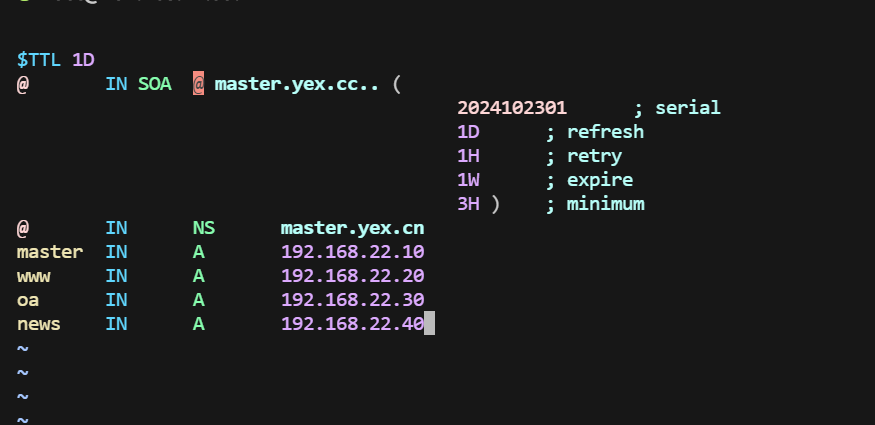 $TTL 1D
@ IN SOA @ master.yex.cc.. (
2024102301 ; serial
1D ; refresh
1H ; retry
1W ; expire
3H ) ; minimum
@ IN NS master.yex.cn
master IN A 192.168.22.10
www IN A 192.168.22.20
oa IN A 192.168.22.30
news IN A 192.168.22.40
~
~
~
~